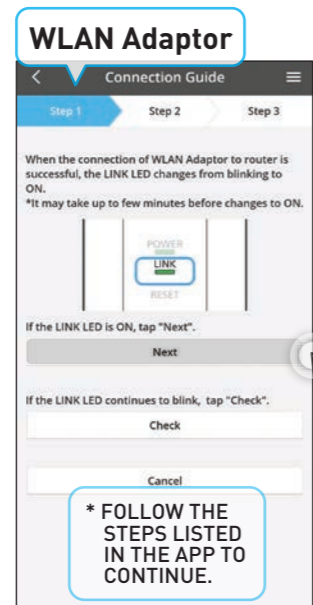 WLAN Adaptor
Connection Guide
Step 1
Step 2
Step 3
When the connection of WLAN Adaptor to router is
successful, the LINK LED changes from blinking to
ON.
*It may take up to few minutes before changes to ON.
POWER
LINK
RESET
If the LINK LED is ON, tap "Next".
Next
If the LINK LED continues to blink, tap "Check".
Check
Cancel
* FOLLOW THE
STEPS LISTED
IN THE APP TO
CONTINUE.